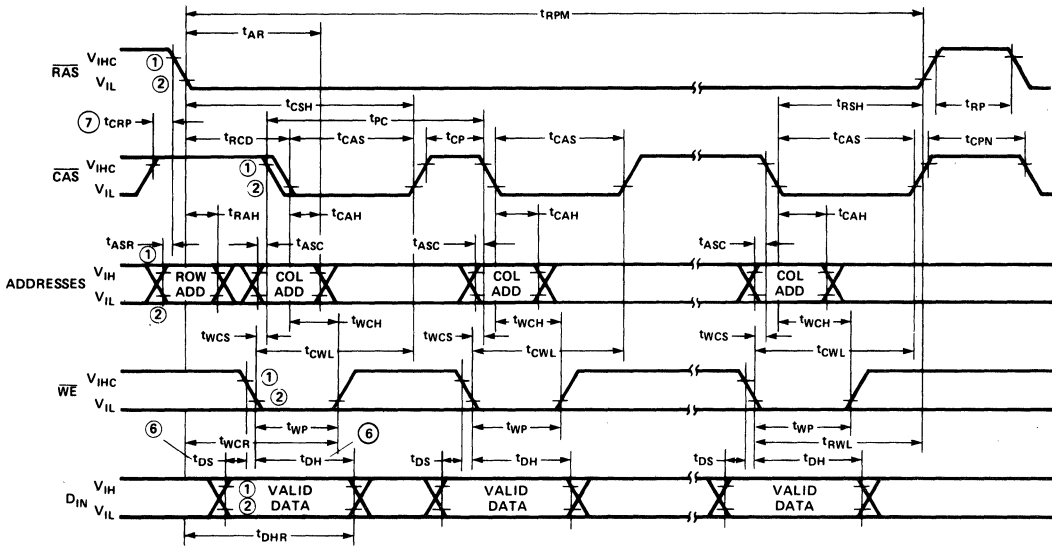 tRPM
tAR
RAS VIHC ① VIL ②
tCSH
tRSH
tRP
⑦ tCRP
tPC
tRCD
tCAS
tCP
tCAS
tCAS
tCPN
CAS VIHC ① VIL ②
tRAH
tCAH
tCAH
tCAH
tASR
tASC
tASC
tASC
ADDRESSES VIH ① VIL ②
ROW ADD
COL ADD
COL ADD
COL ADD
tWCH
tWCH
tWCH
tWCS
tWCS
tWCS
tCWL
tCWL
tCWL
WE VIHC ① VIL ②
tWP
tWP
tWP
⑥
tWCR
⑥
tRWL
tDS
tDH
tDS
tDH
tDS
tDH
DIN VIH ① VIL ②
VALID DATA
VALID DATA
VALID DATA
tDHR